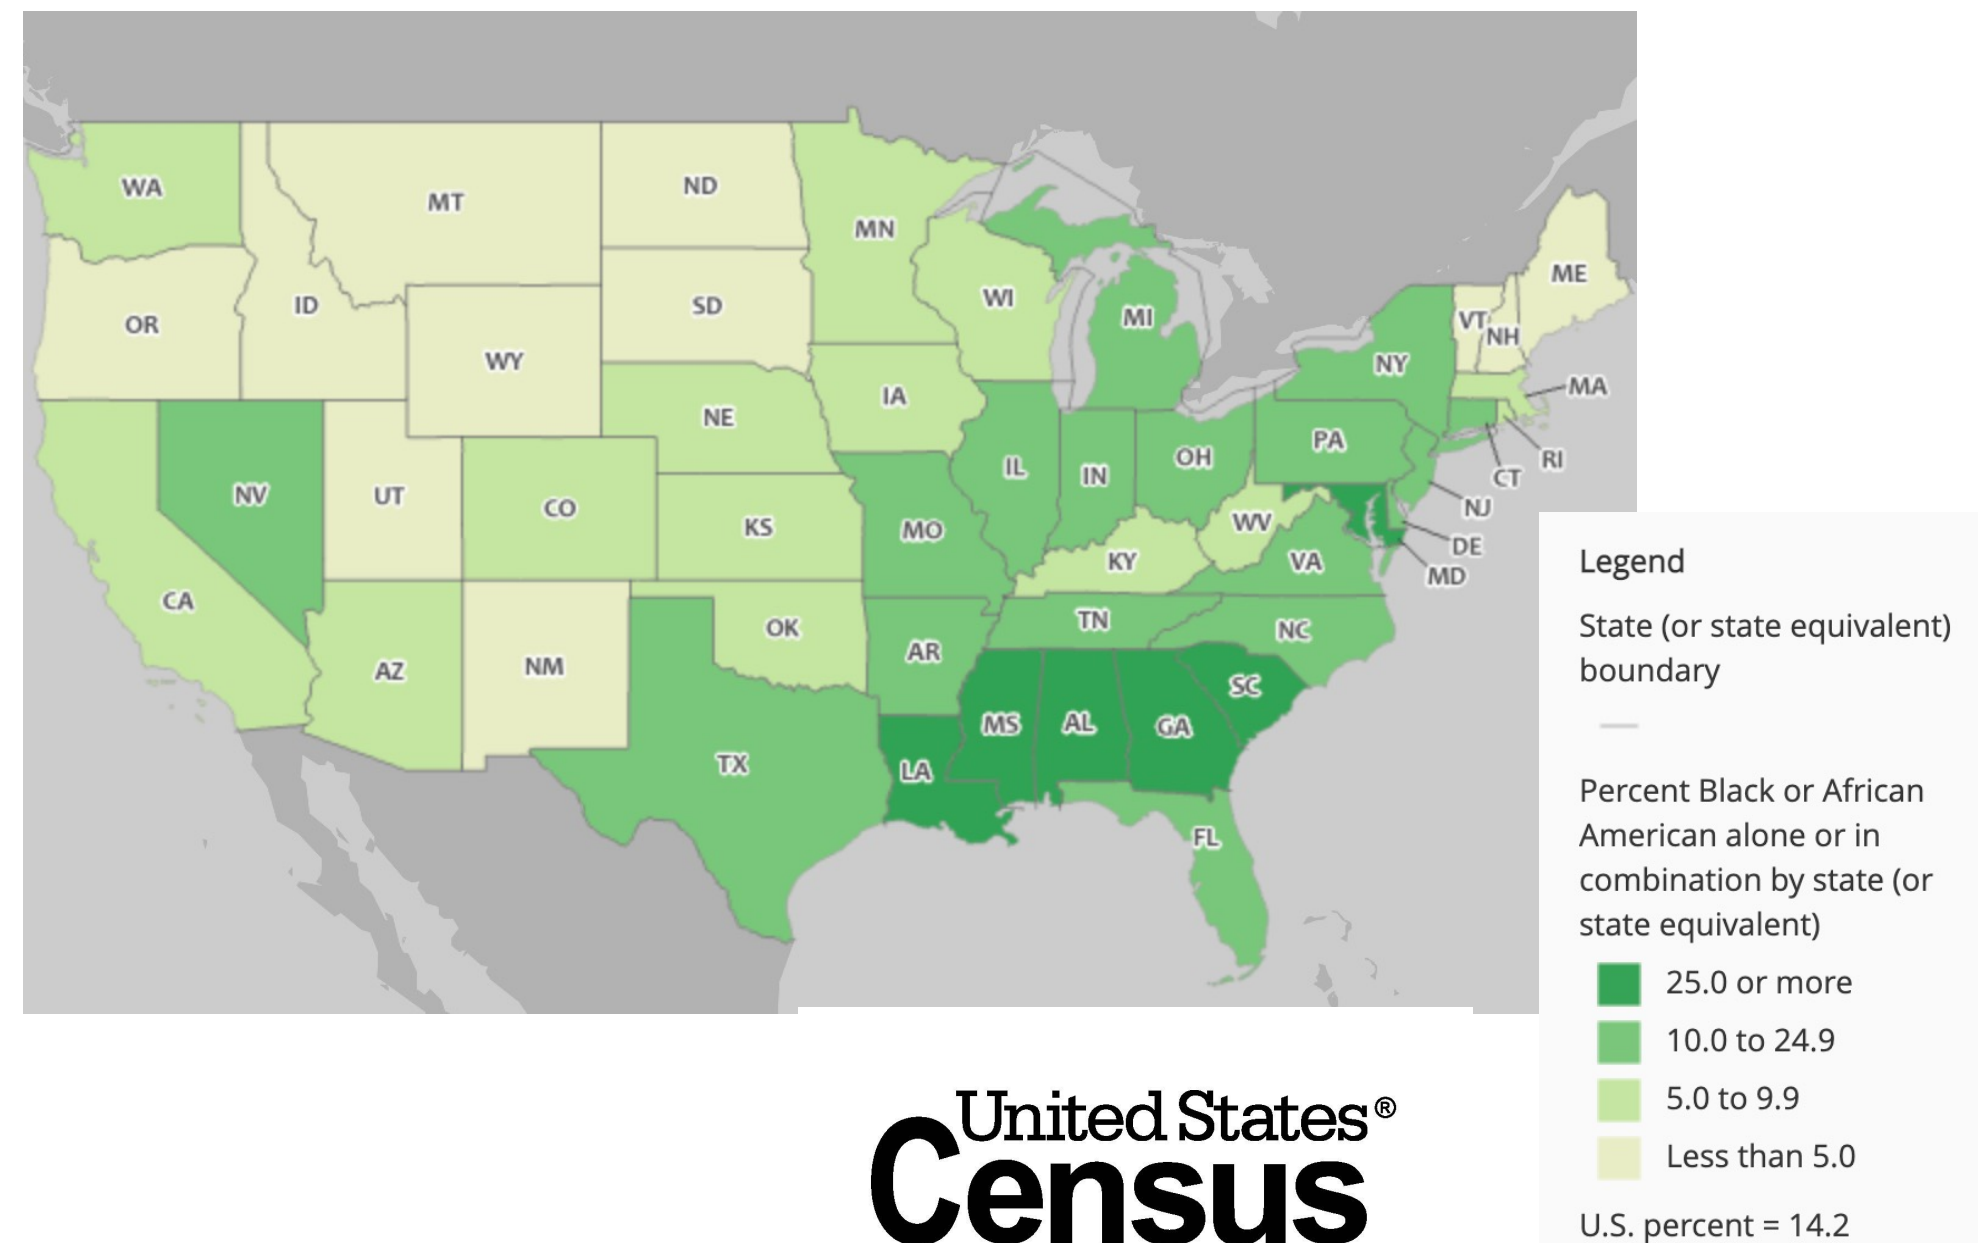 WA
MT
ND
MN
ME
OR
ID
SD
WI
MI
VT
NH
WY
NY
MA
NE
IA
PA
RI
NV
UT
CO
KS
IL
IN
OH
CT
NJ
MO
WV
DE
CA
KY
VA
MD
AZ
NM
OK
AR
TN
NC
SC
TX
LA
MS
AL
GA
FL
Legend
State (or state equivalent)
boundary
Percent Black or African
American alone or in
combination by state (or
state equivalent)
25.0 or more
10.0 to 24.9
5.0 to 9.9
Less than 5.0
U.S. percent = 14.2
United States®
Census